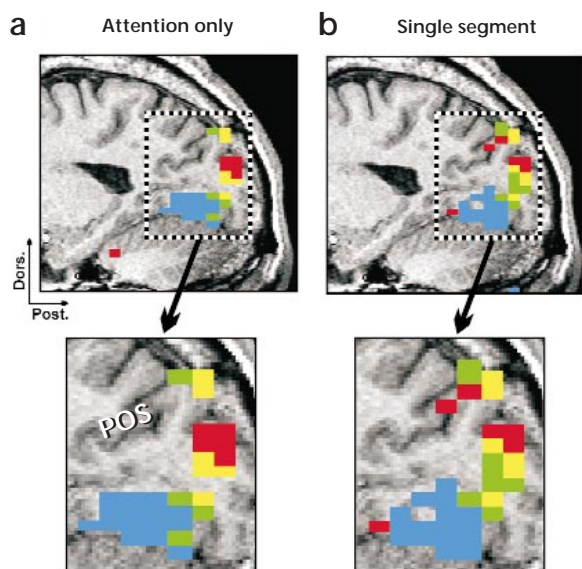 a
Attention only
b
Single segment
Dors.
Post.
POS